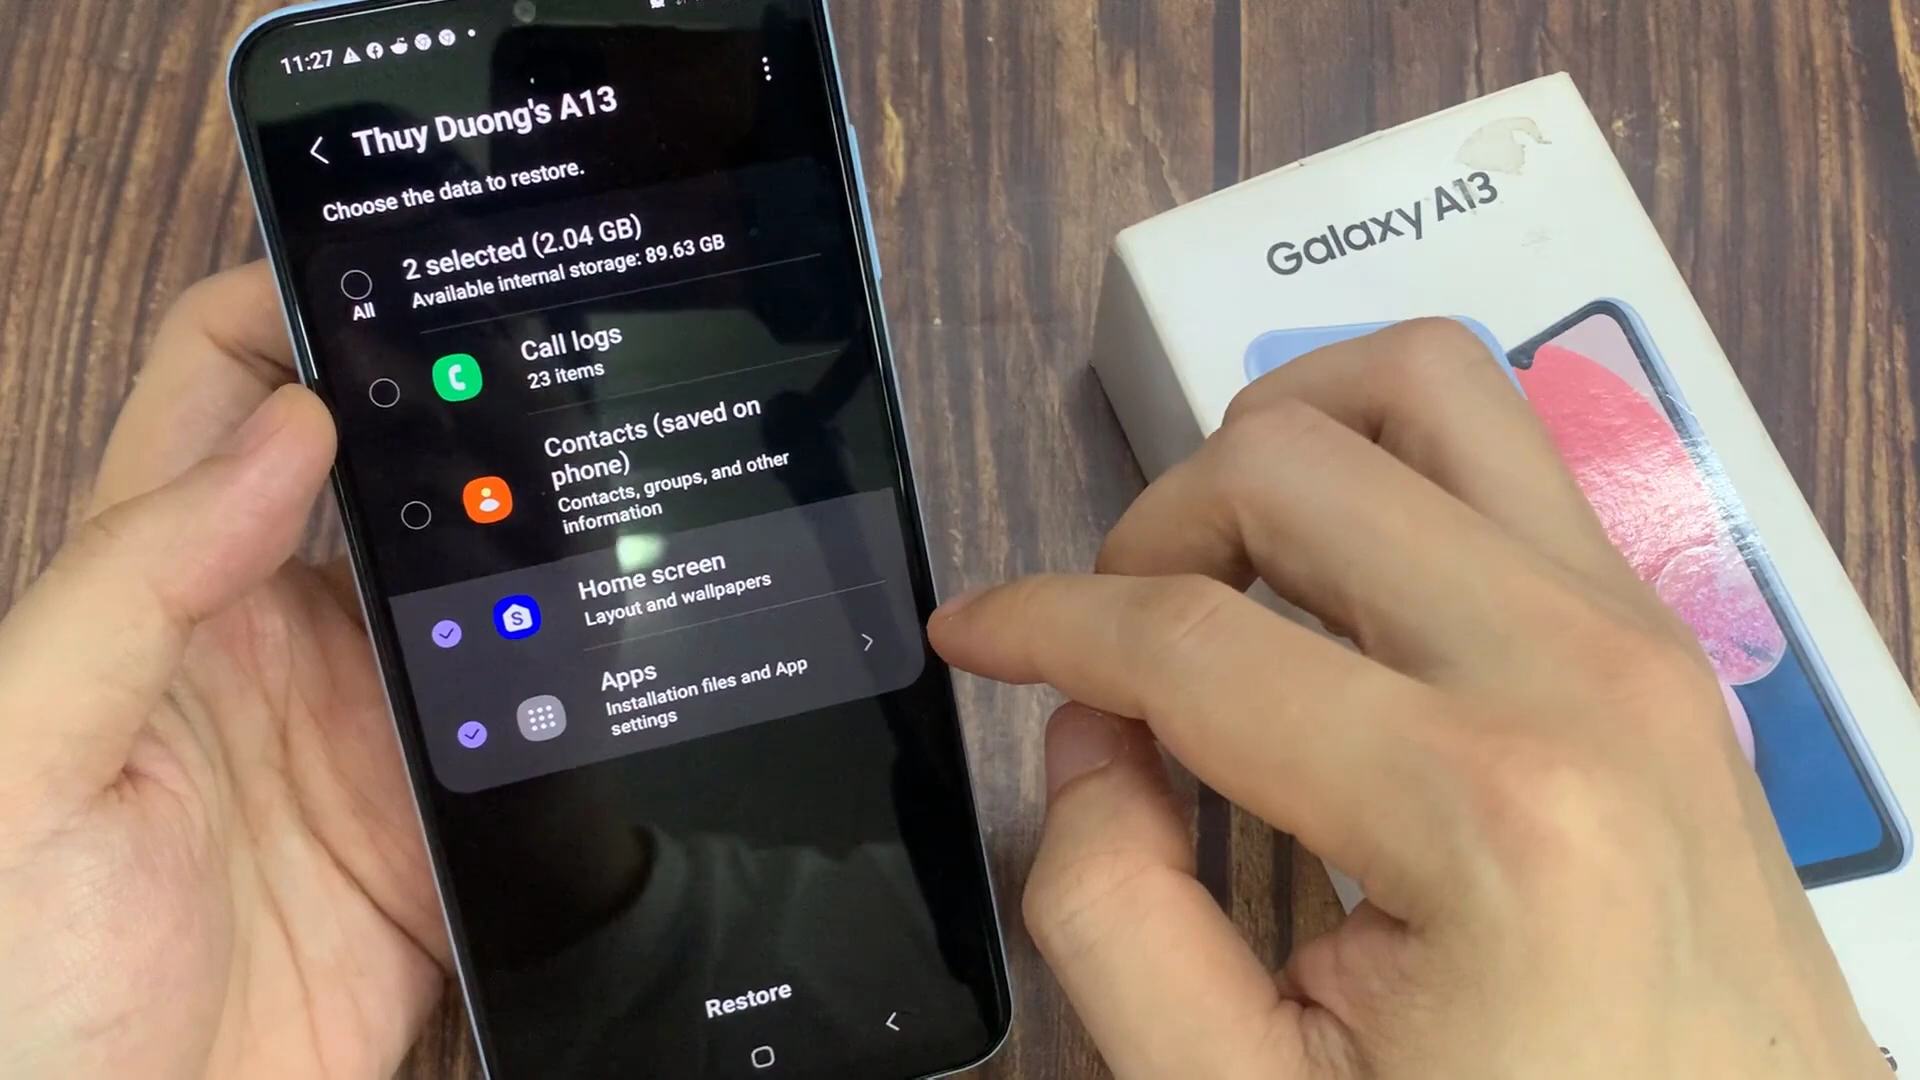 11:27
Thuy Duong's A13
Choose the data to restore.
2 selected (2.04 GB)
Available internal storage: 89.63 GB
All
Call logs
23 items
Contacts (saved on
phone)
Contacts, groups, and other
information
Home screen
Layout and wallpapers
Apps
Installation files and App
settings
Restore
Galaxy A13